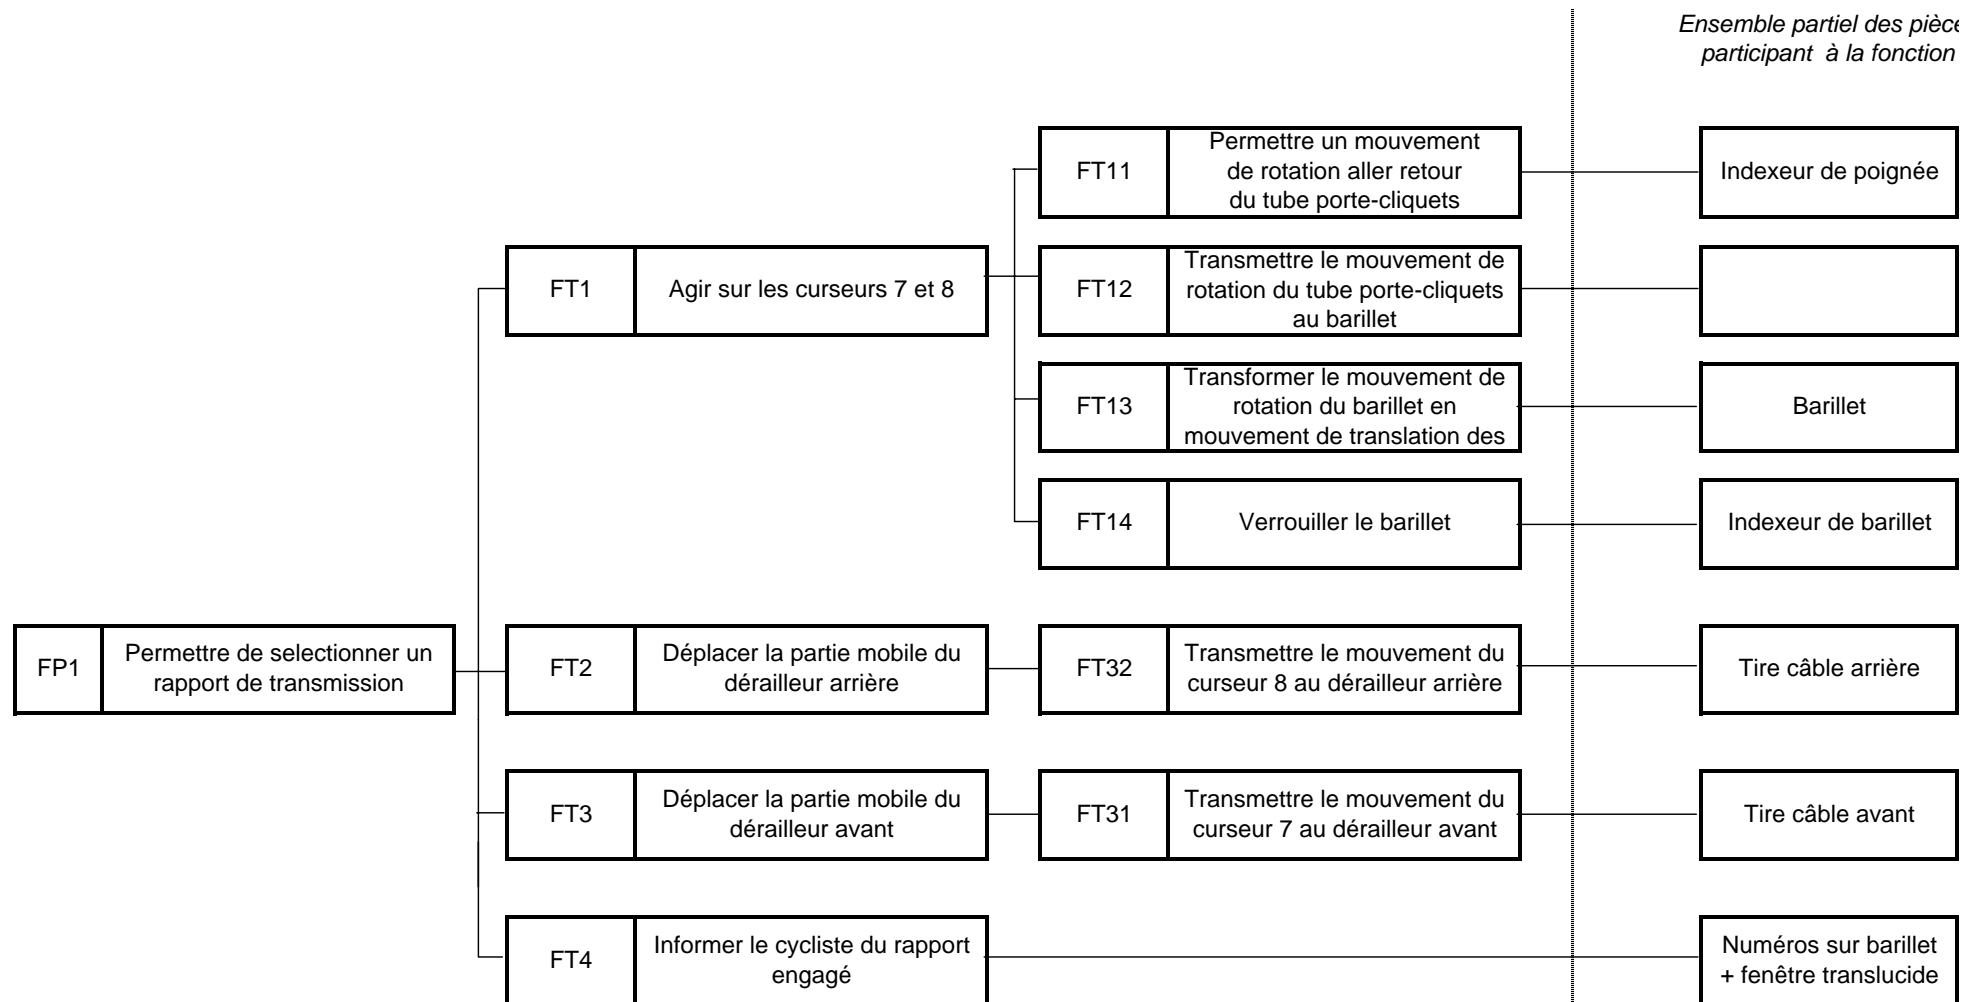 Ensemble partiel des pièce
participant à la fonction
FT11
Permettre un mouvement
de rotation aller retour
du tube porte-cliquets
Indexeur de poignée
FT1
Agir sur les curseurs 7 et 8
FT12
Transmettre le mouvement de
rotation du tube porte-cliquets
au barillet
FT13
Transformer le mouvement de
rotation du barillet en
mouvement de translation des
Barillet
FT14
Verrouiller le barillet
Indexeur de barillet
FP1
Permettre de selectionner un
rapport de transmission
FT2
Déplacer la partie mobile du
dérailleur arrière
FT32
Transmettre le mouvement du
curseur 8 au dérailleur arrière
Tire câble arrière
FT3
Déplacer la partie mobile du
dérailleur avant
FT31
Transmettre le mouvement du
curseur 7 au dérailleur avant
Tire câble avant
FT4
Informer le cycliste du rapport
engagé
Numéros sur barillet
+ fenêtre translucide